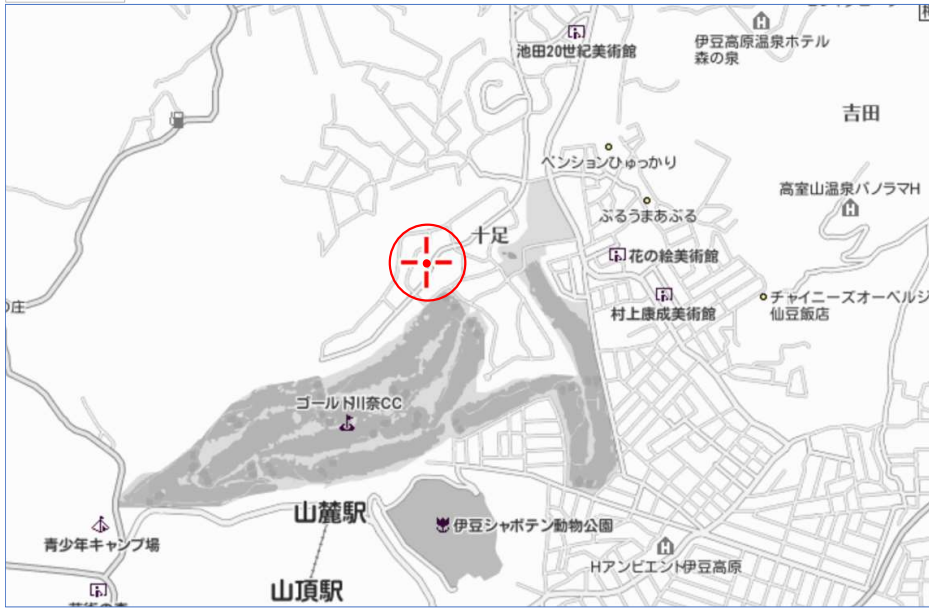 池田20世紀美術館
伊豆高原温泉ホテル
森の泉
吉田
ペンションひゅっかり
高室山温泉パノラマH
ぶるうまあぶる
十足
花の絵美術館
チャイニーズオーベルジ
仙豆飯店
村上康成美術館
の庄
ゴールド川奈CC
山麓駅
伊豆シャボテン動物公園
青少年キャンプ場
Hアンビエント伊豆高原
山頂駅